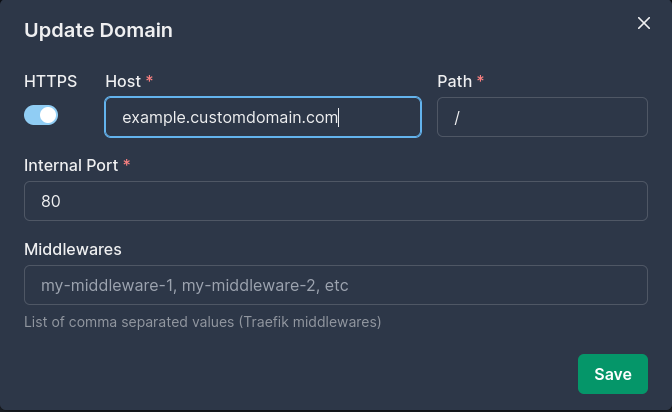 Update Domain
HTTPS
Host *
Path *
example.customdomain.com
/
Internal Port *
80
Middlewares
my-middleware-1, my-middleware-2, etc
List of comma separated values (Traefik middlewares)
Save